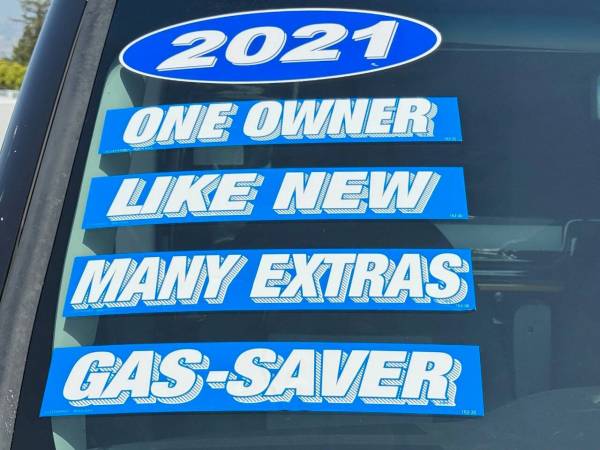 2021
ONE OWNER
LIKE NEW
MANY EXTRAS
GAS-SAVER